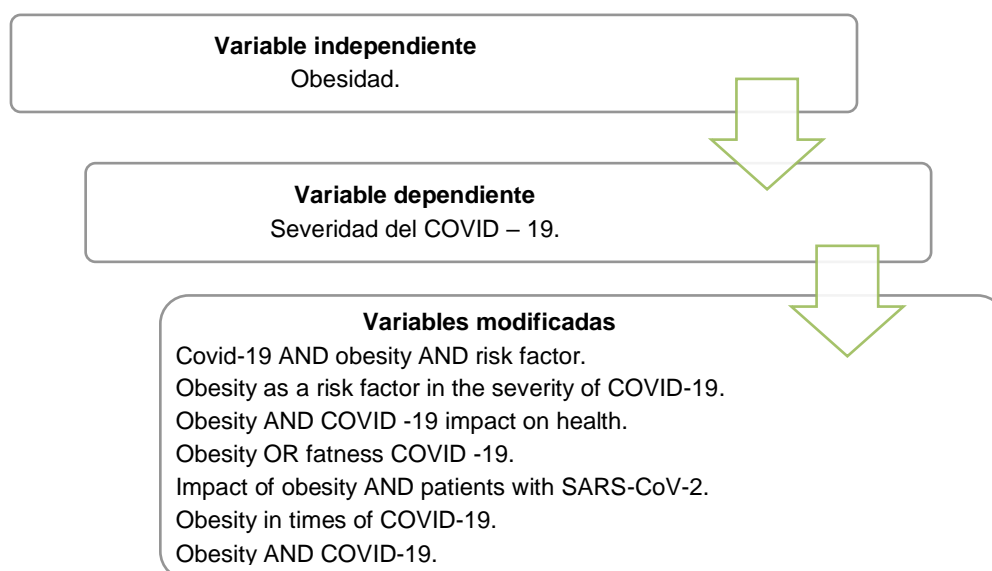 Variable independiente
Obesidad.
Variable dependiente
Severidad del COVID – 19.
Variables modificadas
Covid-19 AND obesity AND risk factor.
Obesity as a risk factor in the severity of COVID-19.
Obesity AND COVID -19 impact on health.
Obesity OR fatness COVID -19.
Impact of obesity AND patients with SARS-CoV-2.
Obesity in times of COVID-19.
Obesity AND COVID-19.